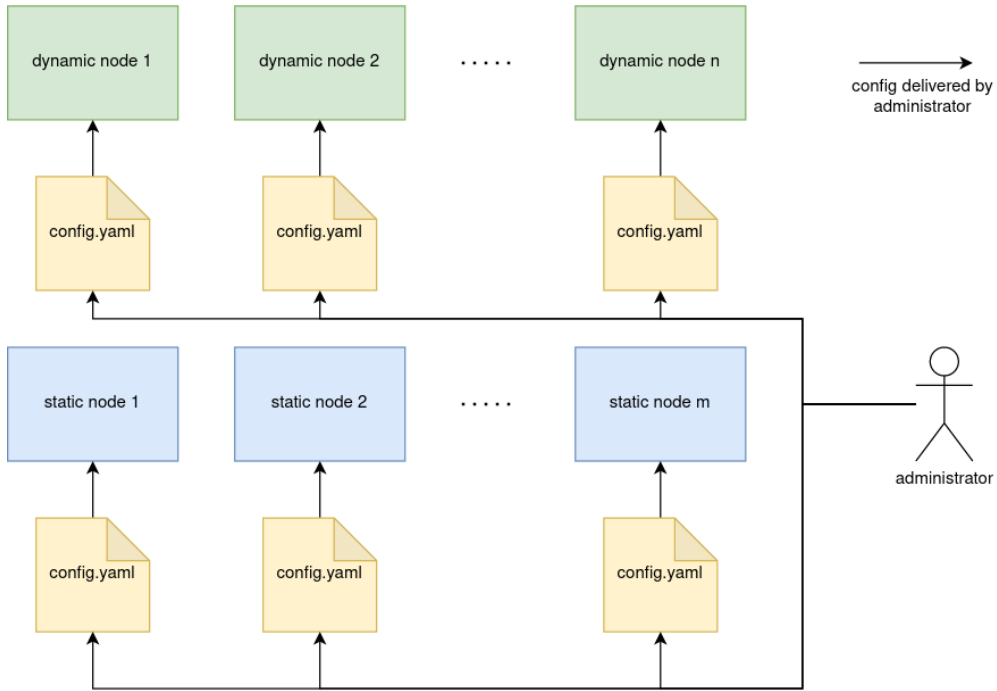 dynamic node 1
dynamic node 2
.....
dynamic node n
config delivered by
administrator
config.yaml
config.yaml
config.yaml
static node 1
static node 2
.....
static node m
administrator
config.yaml
config.yaml
config.yaml